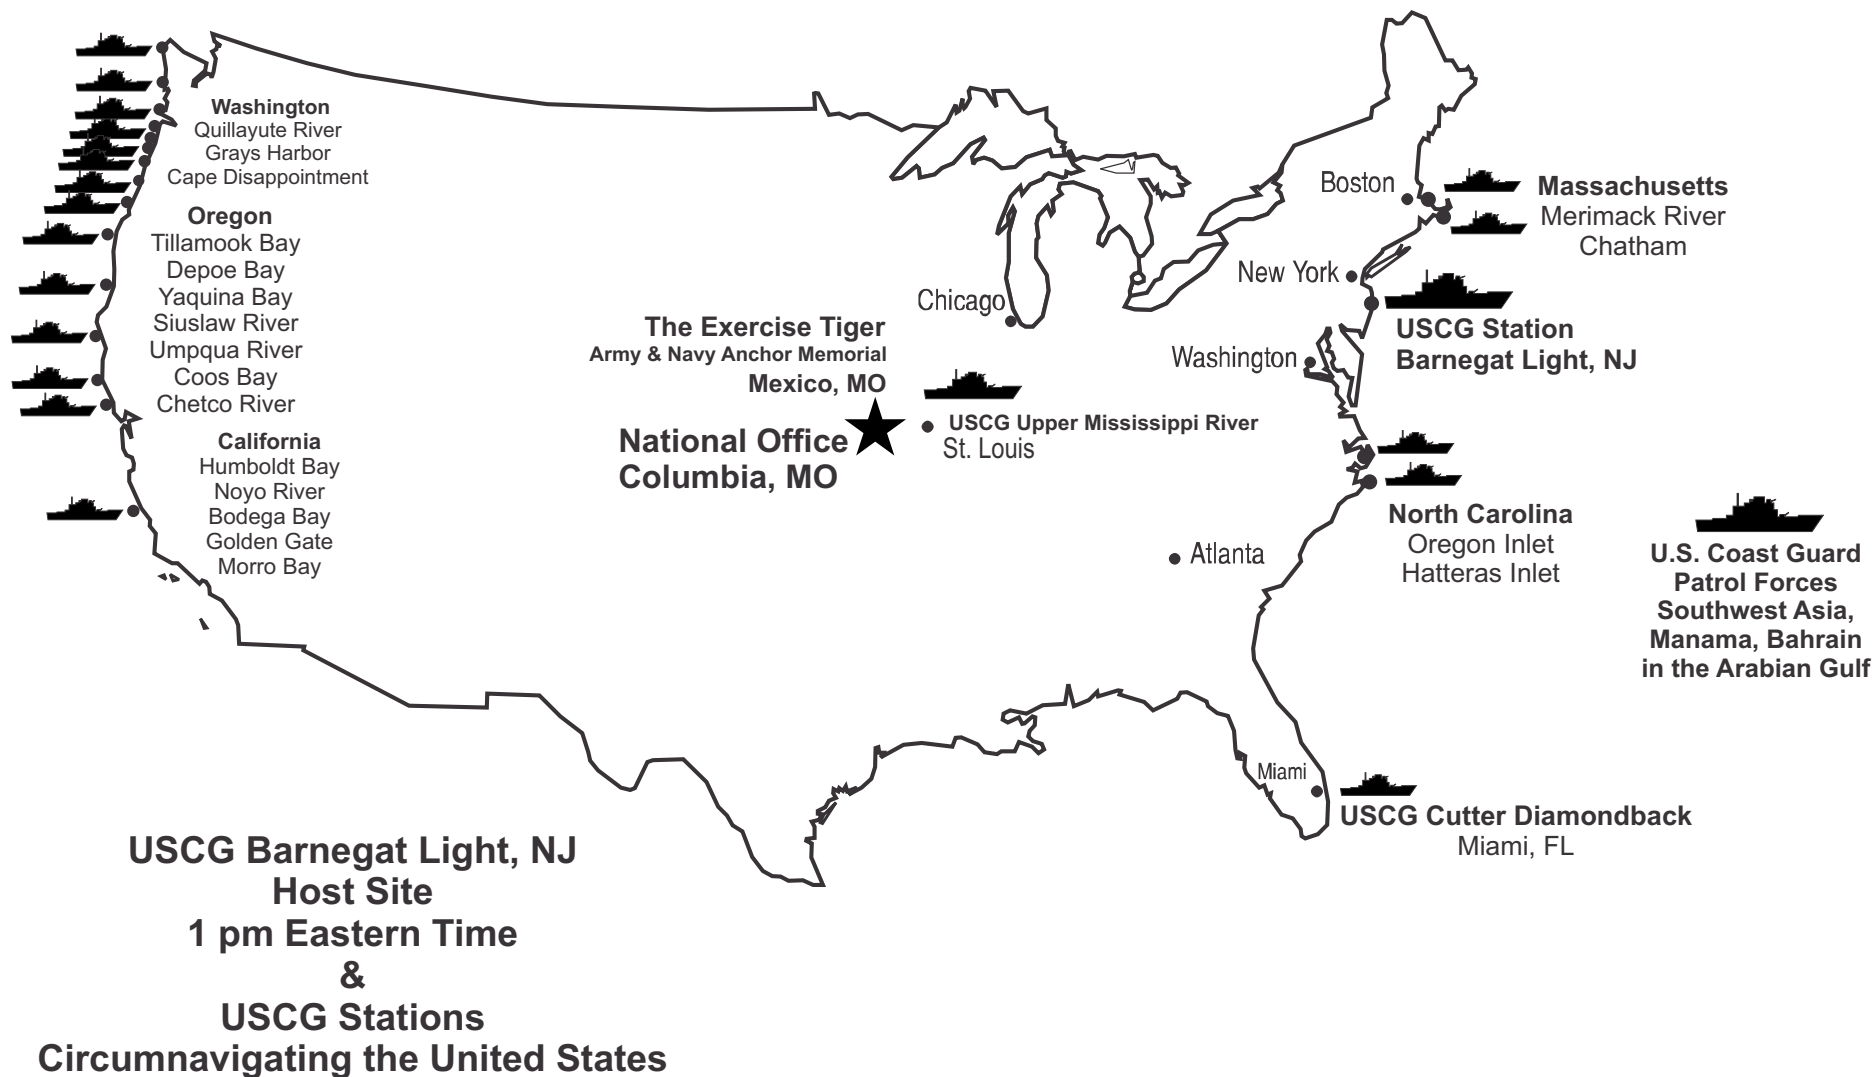 Washington
Quillayute River
Grays Harbor
Cape Disappointment
Oregon
Tillamook Bay
Depoe Bay
Yaquina Bay
Siuslaw River
Umpqua River
Coos Bay
Chetco River
California
Humboldt Bay
Noyo River
Bodega Bay
Golden Gate
Morro Bay
The Exercise Tiger
Army & Navy Anchor Memorial
Mexico, MO
National Office
Columbia, MO
Chicago
USCG Upper Mississippi River
St. Louis
Boston
New York
Washington
Atlanta
Miami
Massachusetts
Merimack River
Chatham
USCG Station
Barnegat Light, NJ
North Carolina
Oregon Inlet
Hatteras Inlet
U.S. Coast Guard
Patrol Forces
Southwest Asia,
Manama, Bahrain
in the Arabian Gulf
USCG Cutter Diamondback
Miami, FL
USCG Barnegat Light, NJ
Host Site
1 pm Eastern Time
&
USCG Stations
Circumnavigating the United States